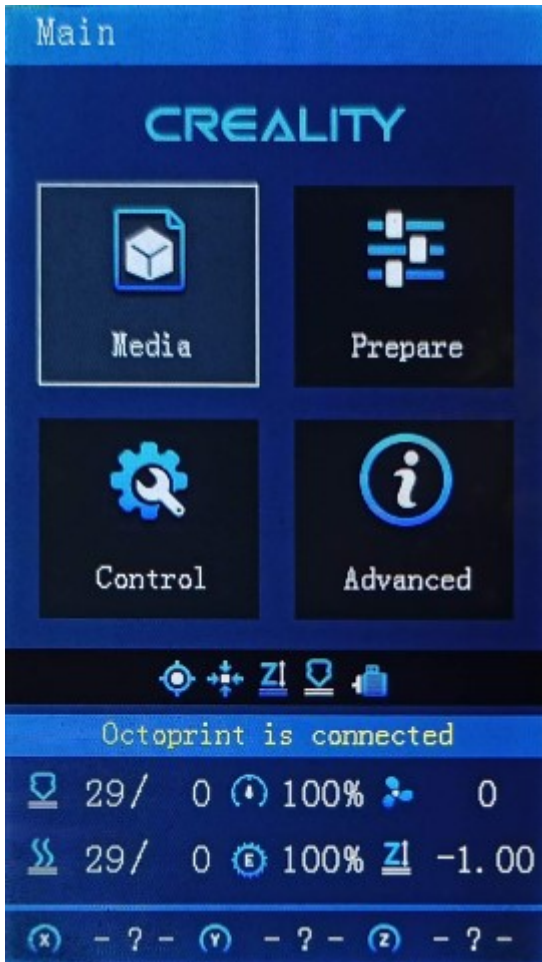 Main
CREALITY
Media Prepare
Control Advanced
Z
Octoprint is connected
29/ 0 100% 0
29/ 0 E 100% Z -1.00
X -?- Y -?- Z -?-